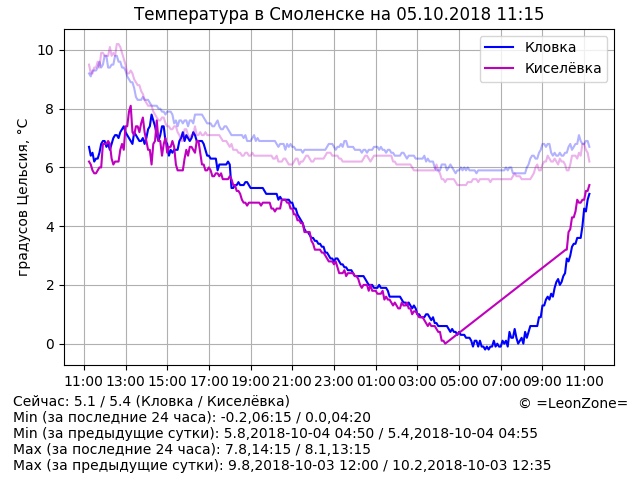 Температура в Смоленске на 05.10.2018 11:15
градусов Цельсия, °C
10
8
6
4
2
0
Кловка
Киселёвка
11:00 13:00 15:00 17:00 19:00 21:00 23:00 01:00 03:00 05:00 07:00 09:00 11:00
Сейчас: 5.1 / 5.4 (Кловка / Киселёвка)
© =LeonZone=
Min (за последние 24 часа): -0.2,06:15 / 0.0,04:20
Min (за предыдущие сутки): 5.8,2018-10-04 04:50 / 5.4,2018-10-04 04:55
Max (за последние 24 часа): 7.8,14:15 / 8.1,13:15
Max (за предыдущие сутки): 9.8,2018-10-03 12:00 / 10.2,2018-10-03 12:35